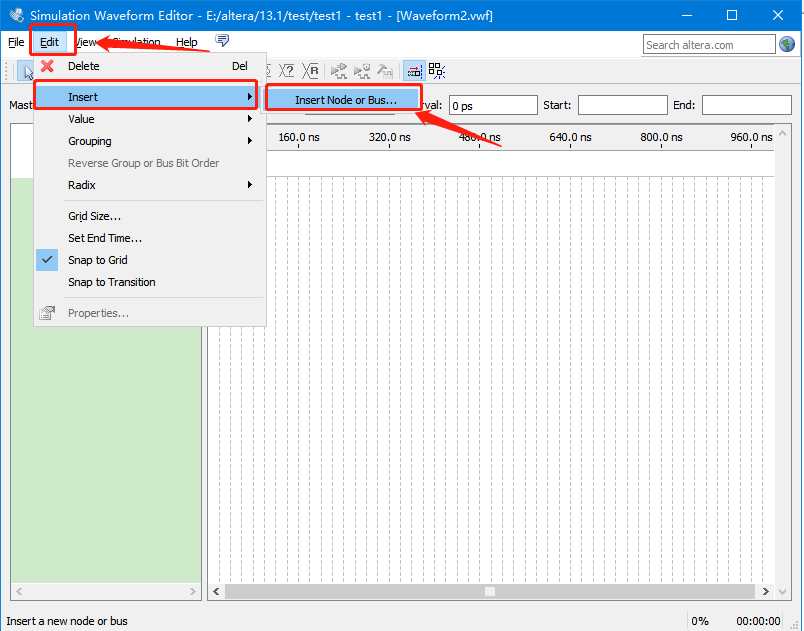 Simulation Waveform Editor - E:/altera/13.1/test/test1 - test1 - [Waveform2.vwf]
File Edit View Simulation Help
Search altera.com
Delete Del
Insert
Insert Node or Bus...
Value
Grouping
Reverse Group or Bus Bit Order
Radix
Grid Size...
Set End Time...
Snap to Grid
Snap to Transition
Properties...
Mast
rval: 0 ps Start: End:
160.0 ns 320.0 ns 480.0 ns 640.0 ns 800.0 ns 960.0 ns
Insert a new node or bus 0% 00:00:00